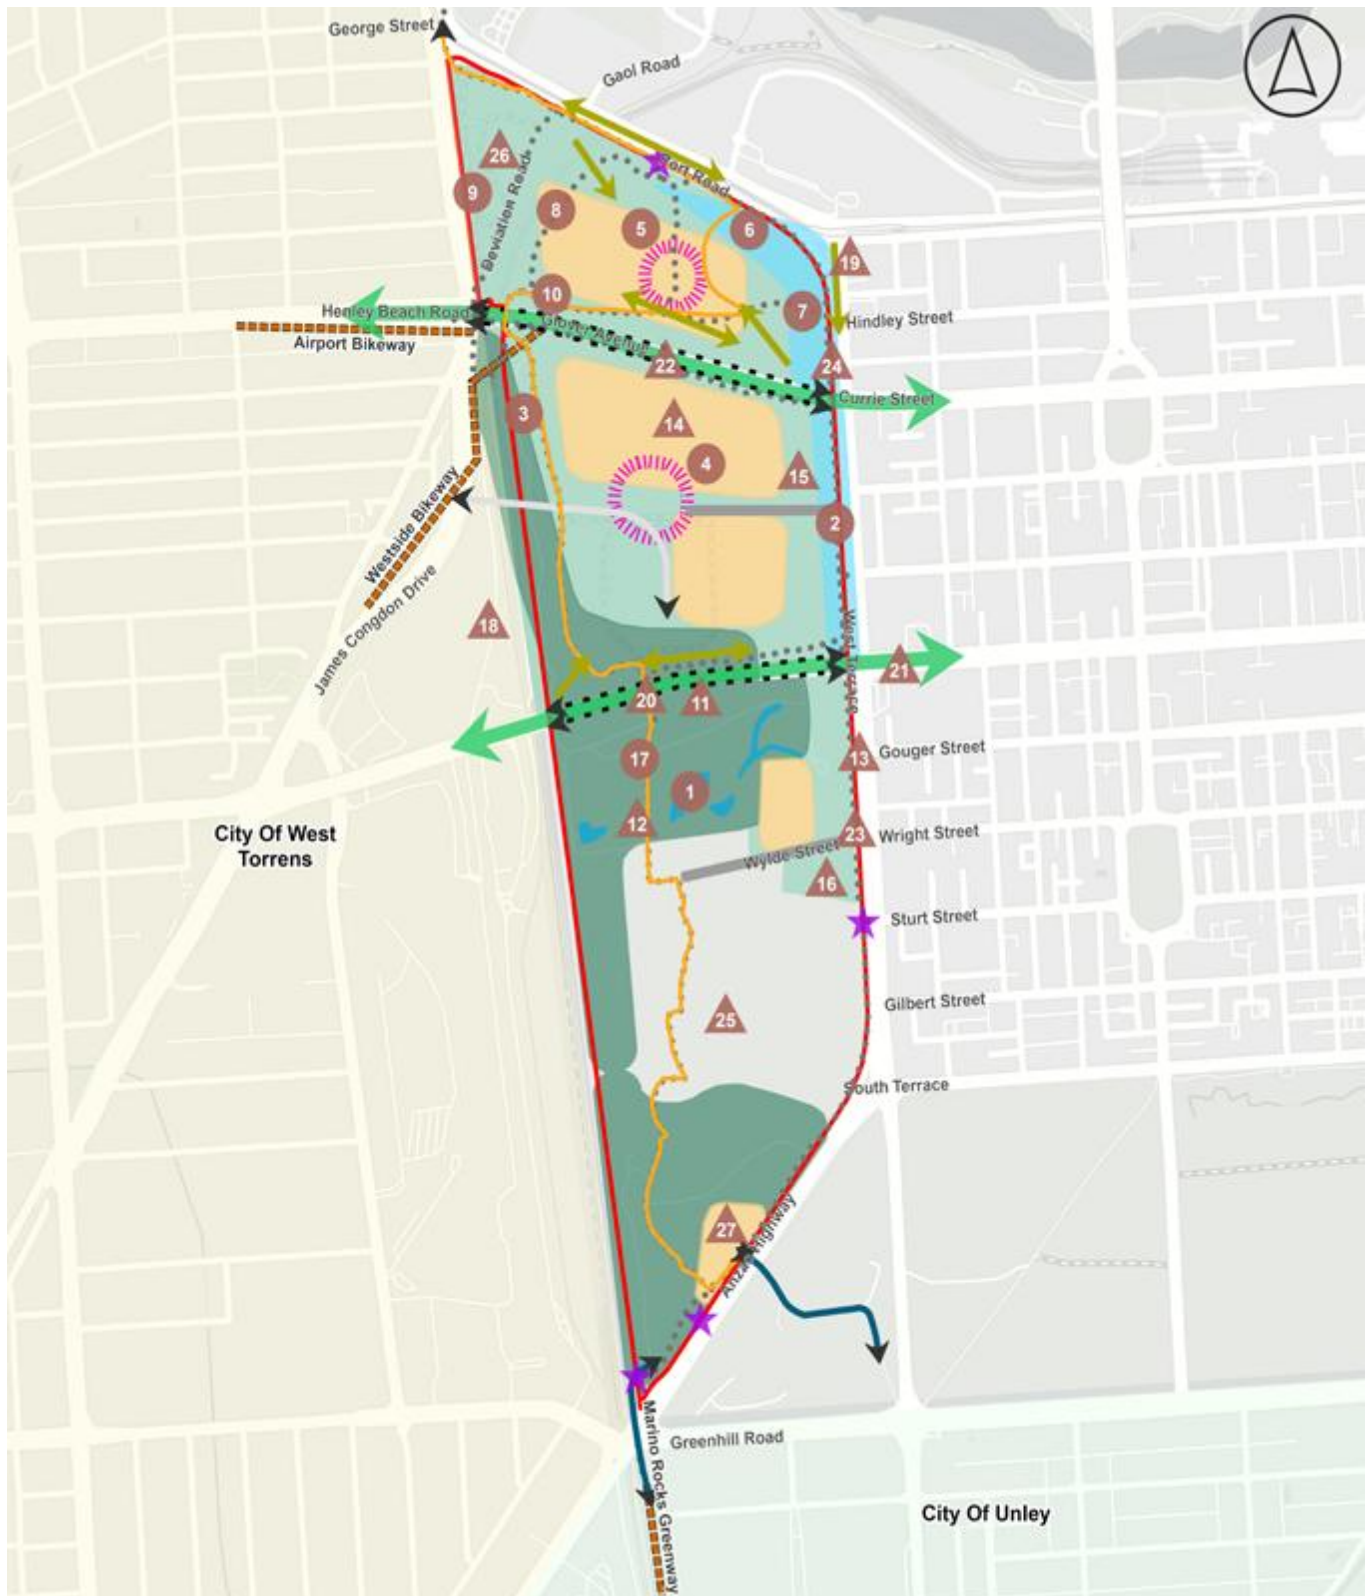 George Street
Gaol Road
Port Road
26
9
Deviation Road
8
5
6
19
10
7
Henley Beach Road
Hindley Street
Airport Bikeway
Glover Avenue
22
24
Currie Street
3
14
4
15
Westside Bikeway
2
James Congdon Drive
18
West Terrace
21
20
11
17
13
Gouger Street
1
12
City Of West
Torrens
23
Wright Street
Wylde Street
16
Sturt Street
25
Gilbert Street
South Terrace
27
Anzac Highway
Marino Rocks Greenway
Greenhill Road
City Of Unley